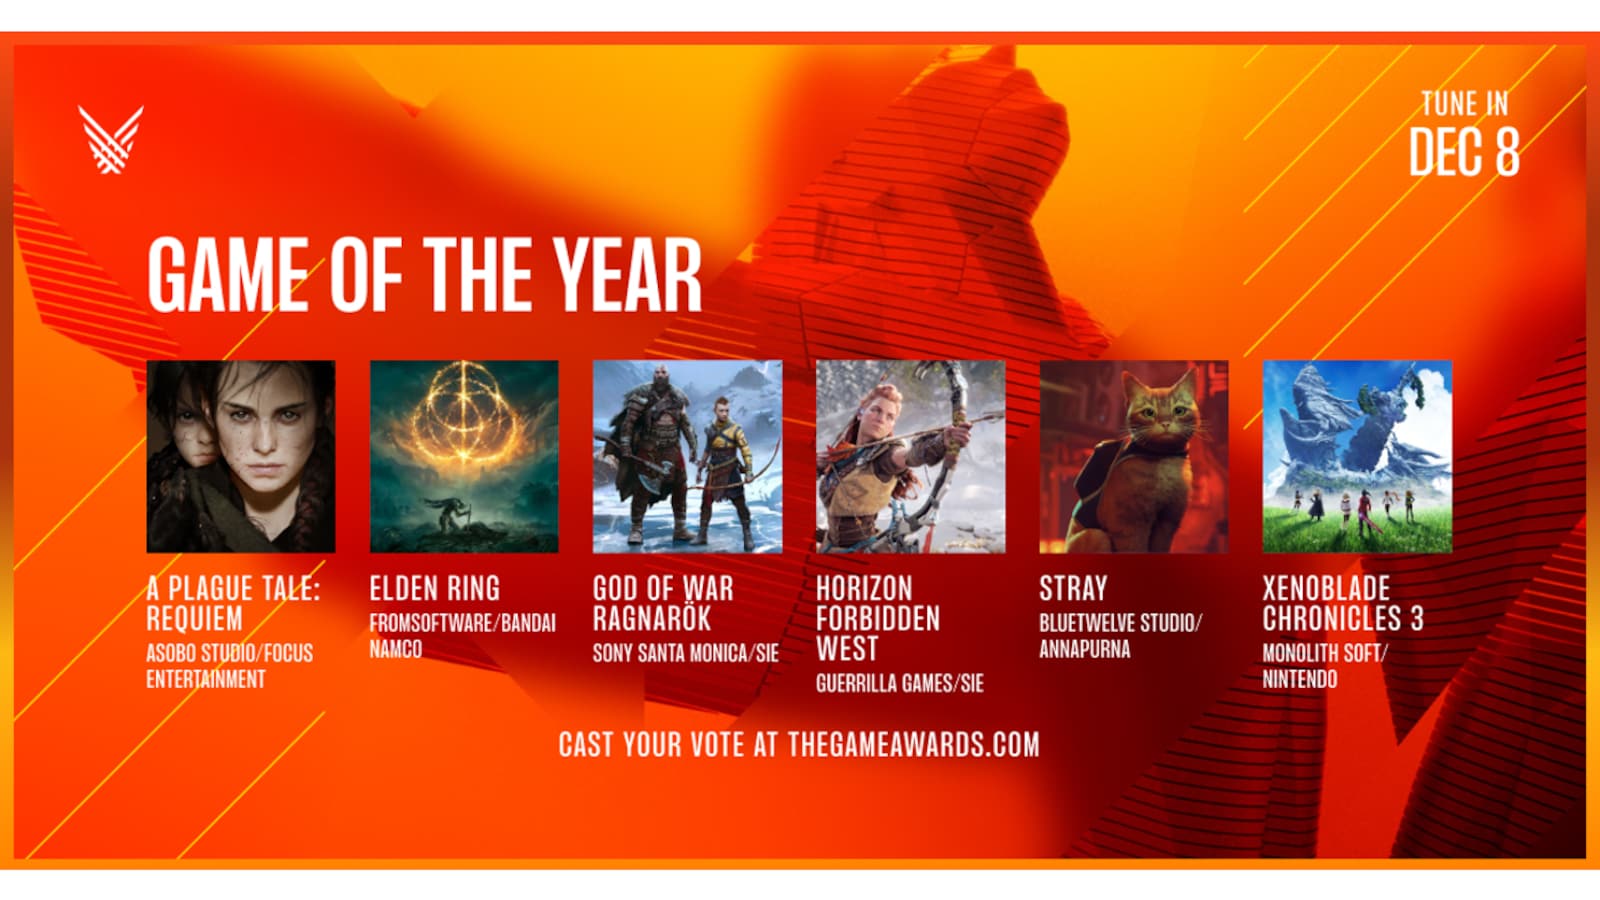 TUNE IN
DEC 8
GAME OF THE YEAR
A PLAGUE TALE:
REQUIEM
ASOBO STUDIO/FOCUS
ENTERTAINMENT
ELDEN RING
FROMSOFTWARE/BANDAI
NAMCO
GOD OF WAR
RAGNARÖK
SONY SANTA MONICA/SIE
HORIZON
FORBIDDEN
WEST
GUERRILLA GAMES/SIE
STRAY
BLUETWELVE STUDIO/
ANNAPURNA
XENOBLADE
CHRONICLES 3
MONOLITH SOFT/
NINTENDO
CAST YOUR VOTE AT THEGAMEAWARDS.COM